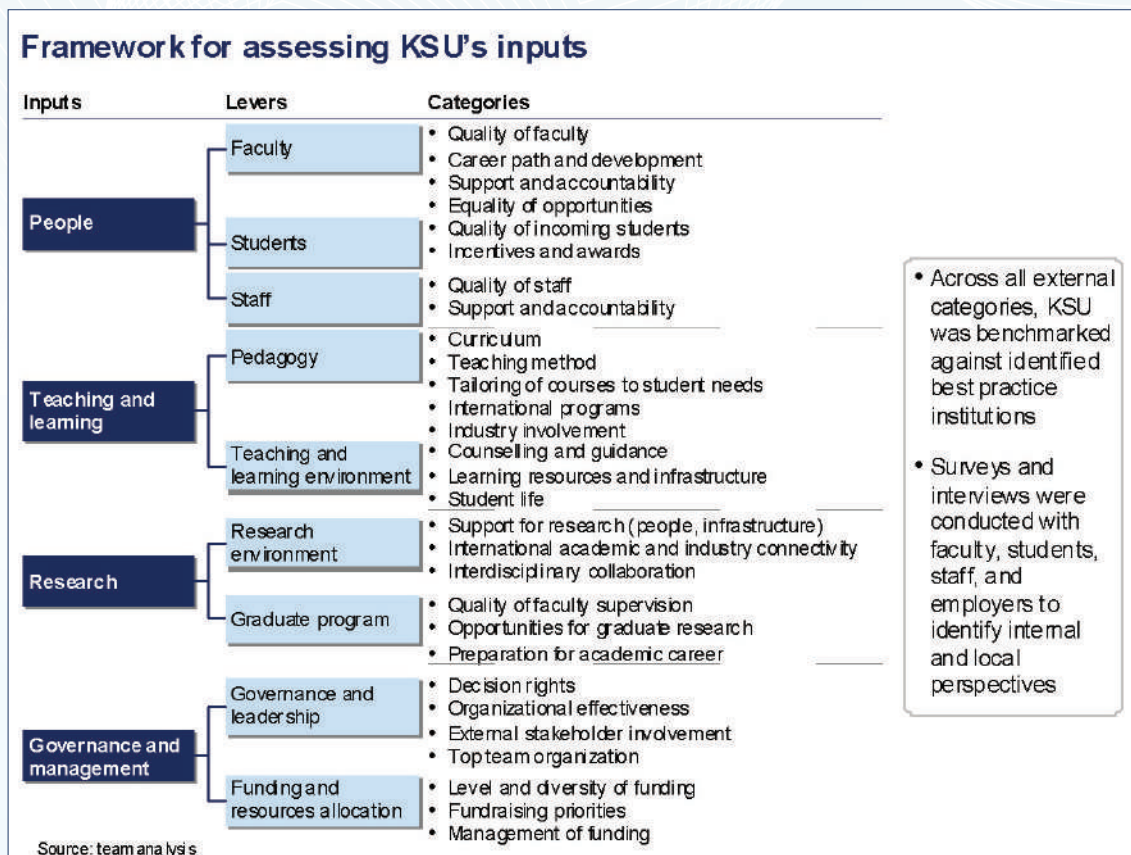 Framework for assessing KSU's inputs
Inputs
Levers
Categories
People
Faculty
• Quality of faculty
• Career path and development
• Support and accountability
• Equality of opportunities
Students
• Quality of incoming students
• Incentives and awards
Staff
• Quality of staff
• Support and accountability
Teaching and
learning
Pedagogy
• Curriculum
• Teaching method
• Tailoring of courses to student needs
• International programs
• Industry involvement
Teaching and
learning environment
• Counselling and guidance
• Learning resources and infrastructure
• Student life
Research
Research
environment
• Support for research (people, infrastructure)
• International academic and industry connectivity
• Interdisciplinary collaboration
Graduate program
• Quality of faculty supervision
• Opportunities for graduate research
• Preparation for academic career
Governance and
management
Governance and
leadership
• Decision rights
• Organizational effectiveness
• External stakeholder involvement
• Top team organization
Funding and
resources allocation
• Level and diversity of funding
• Fundraising priorities
• Management of funding
• Across all external
categories, KSU
was benchmarked
against identified
best practice
institutions
• Surveys and
interviews were
conducted with
faculty, students,
staff, and
employers to
identify internal
and local
perspectives
Source: team analysis